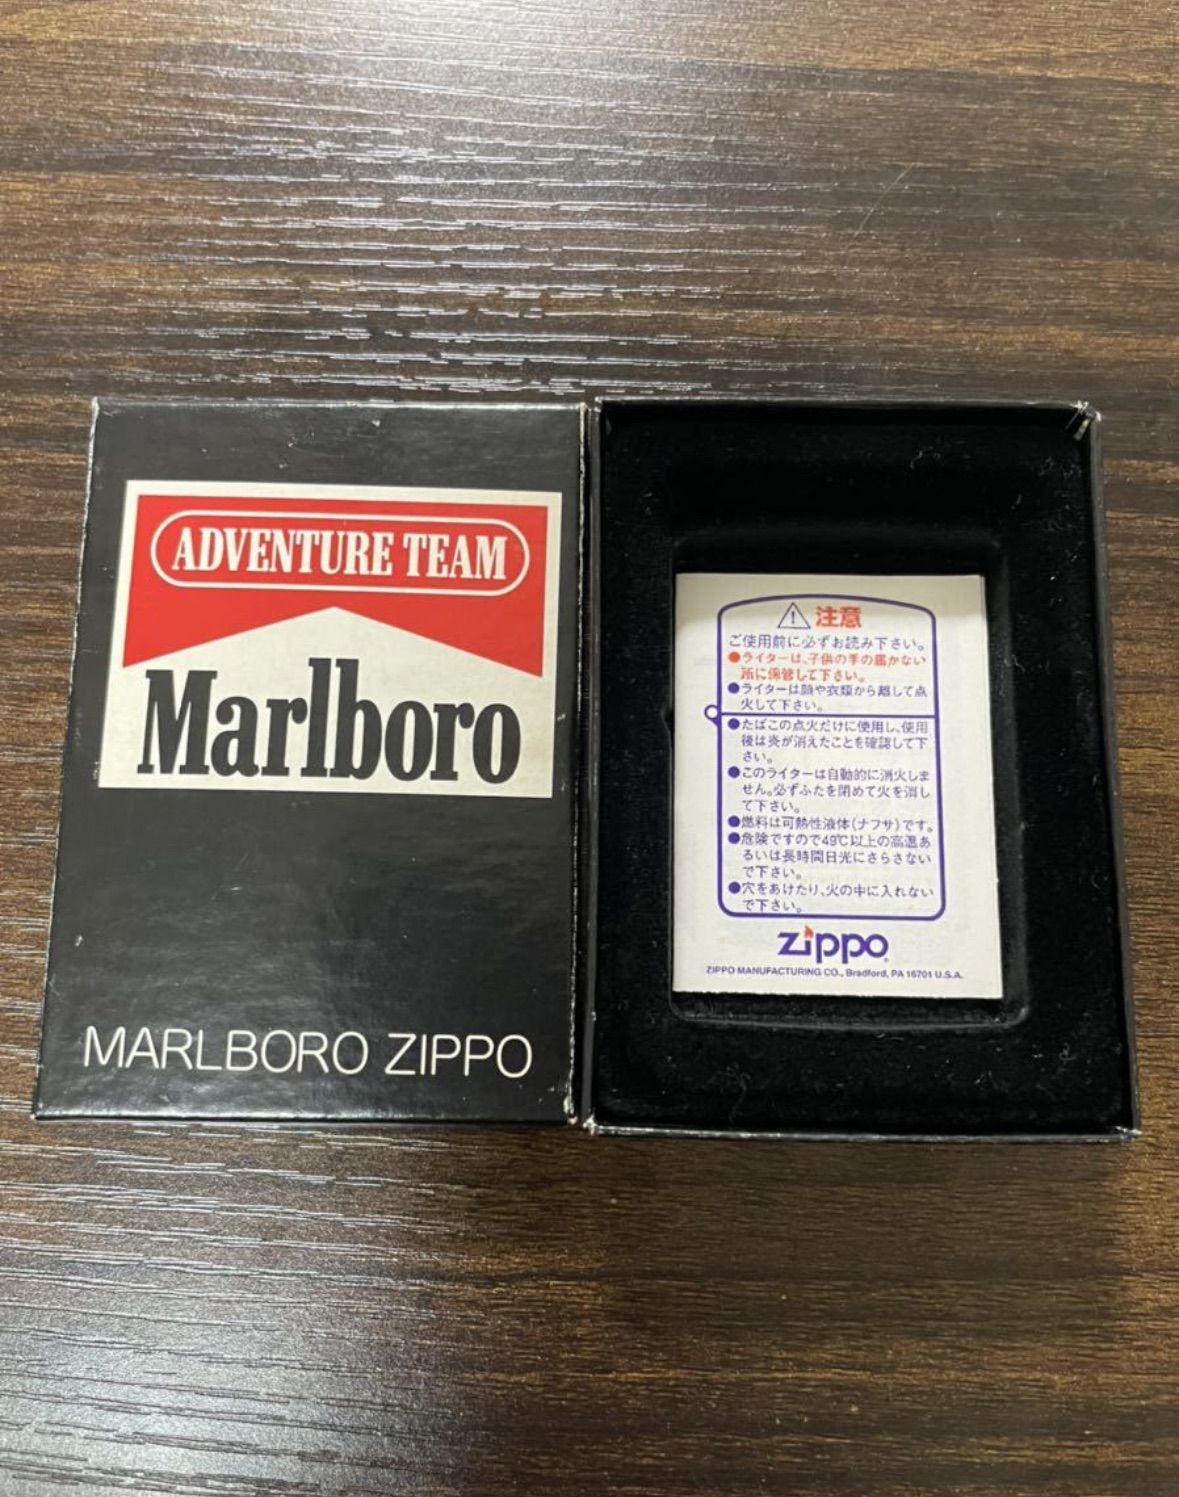 ADVENTURE TEAM
Marlboro
MARLBORO ZIPPO
注意
ご使用前に必ずお読み下さい。
●ライターは、子供の手の届かない
所に保管して下さい。
●ライターは顔や衣類から離して点
火して下さい。
●たばこの点火だけに使用し、使用
後は炎が消えたことを確認して下
さい。
●このライターは自動的に消火しま
せん。必ずふたを閉めて火を消し
て下さい。
●燃料は可熱性液体(ナフサ)です。
●危険ですので49℃以上の高温あ
るいは長時間日光にさらさない
で下さい。
●穴をあけたり、火の中に入れない
で下さい。
zippo
ZIPPO MANUFACTURING CO., Bradford, PA 16701 U.S.A.